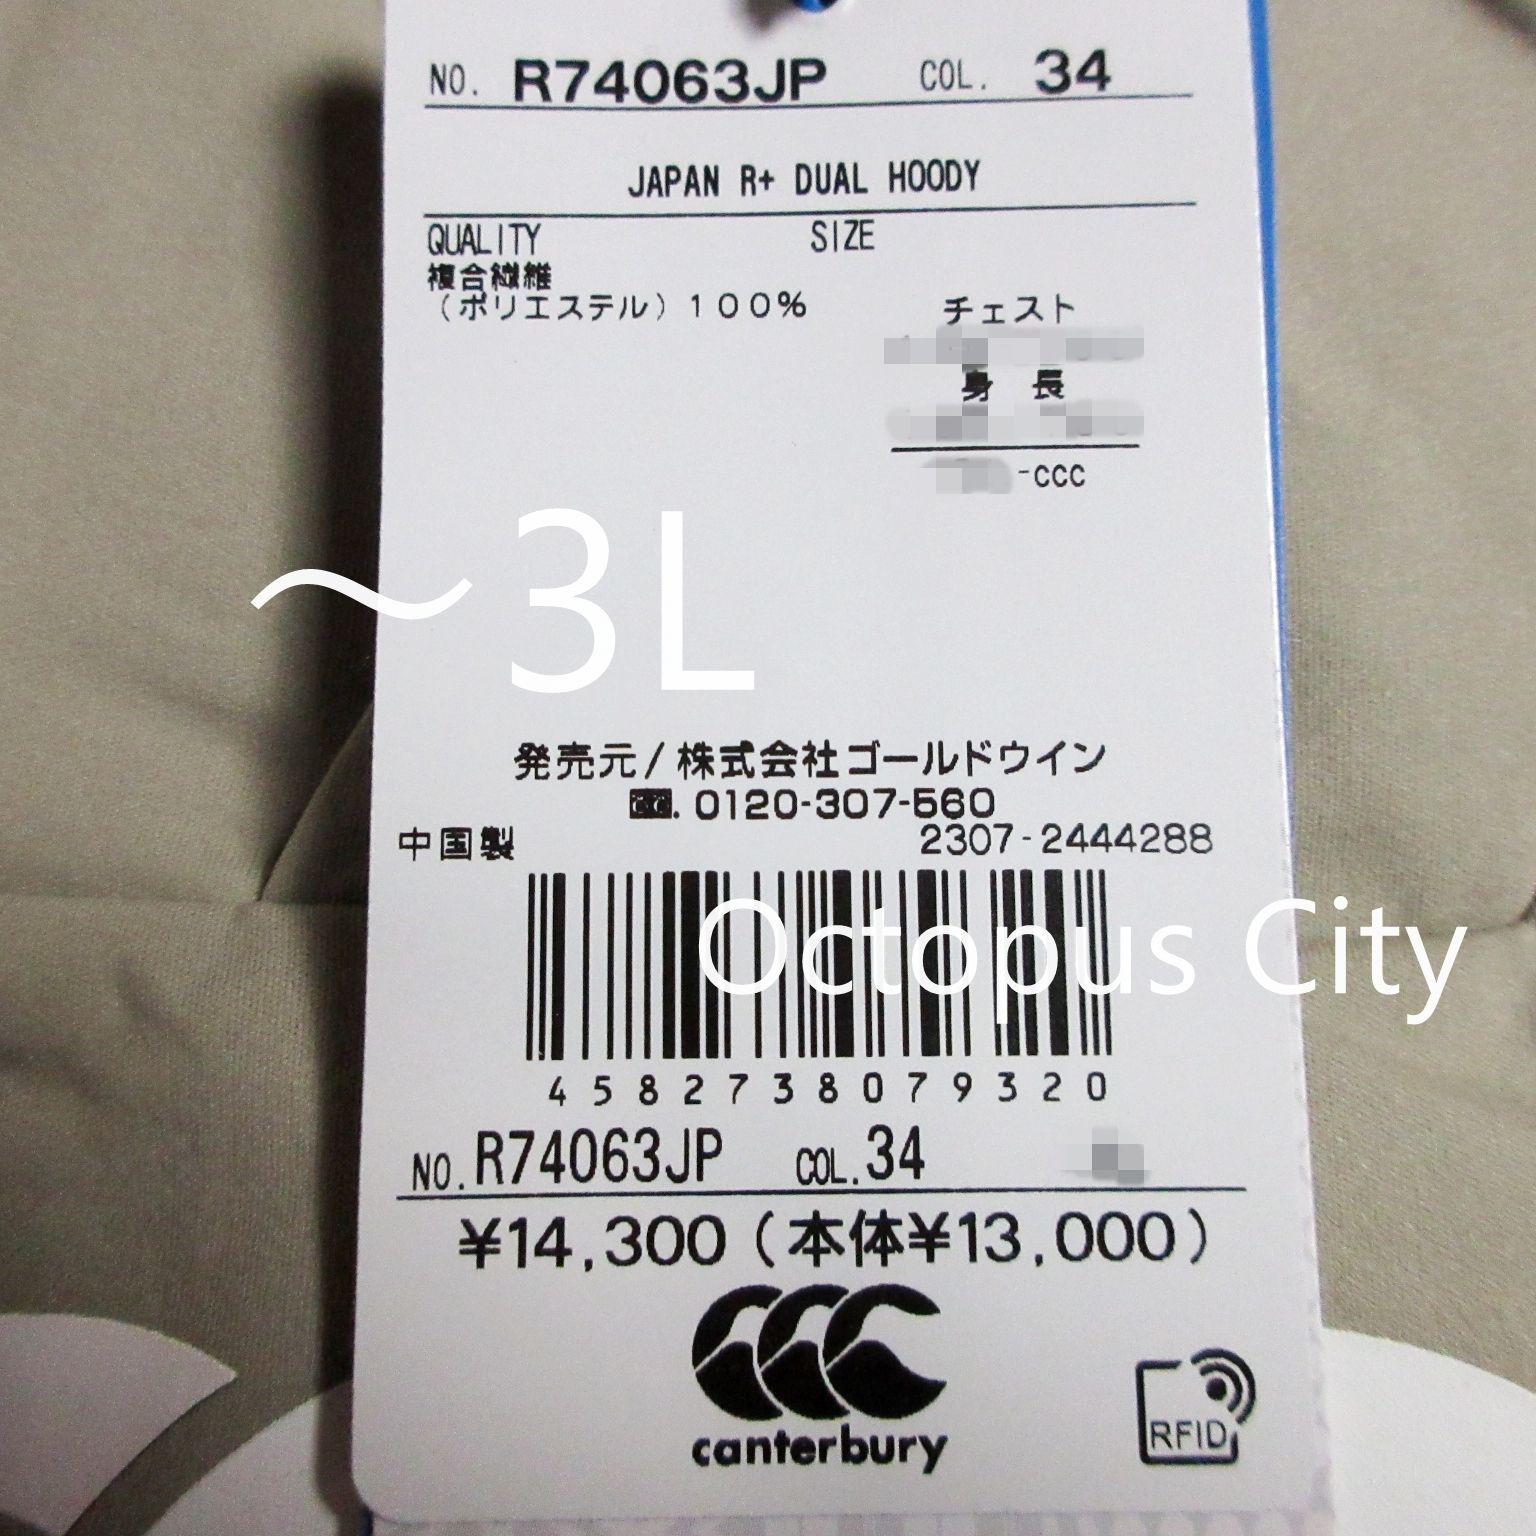 NO. R74063JP COL. 34
JAPAN R+ DUAL HOODY
QUALITY SIZE
複合繊維
(ポリエステル)100%
チェスト
身 長
-CCC
～3L
発売元/株式会社ゴールドウイン
0120-307-560
中国製 2307-2444288
Octopus City
4582738079320
NO. R74063JP COL. 34
¥14,300(本体¥13,000)
canterbury
RFID